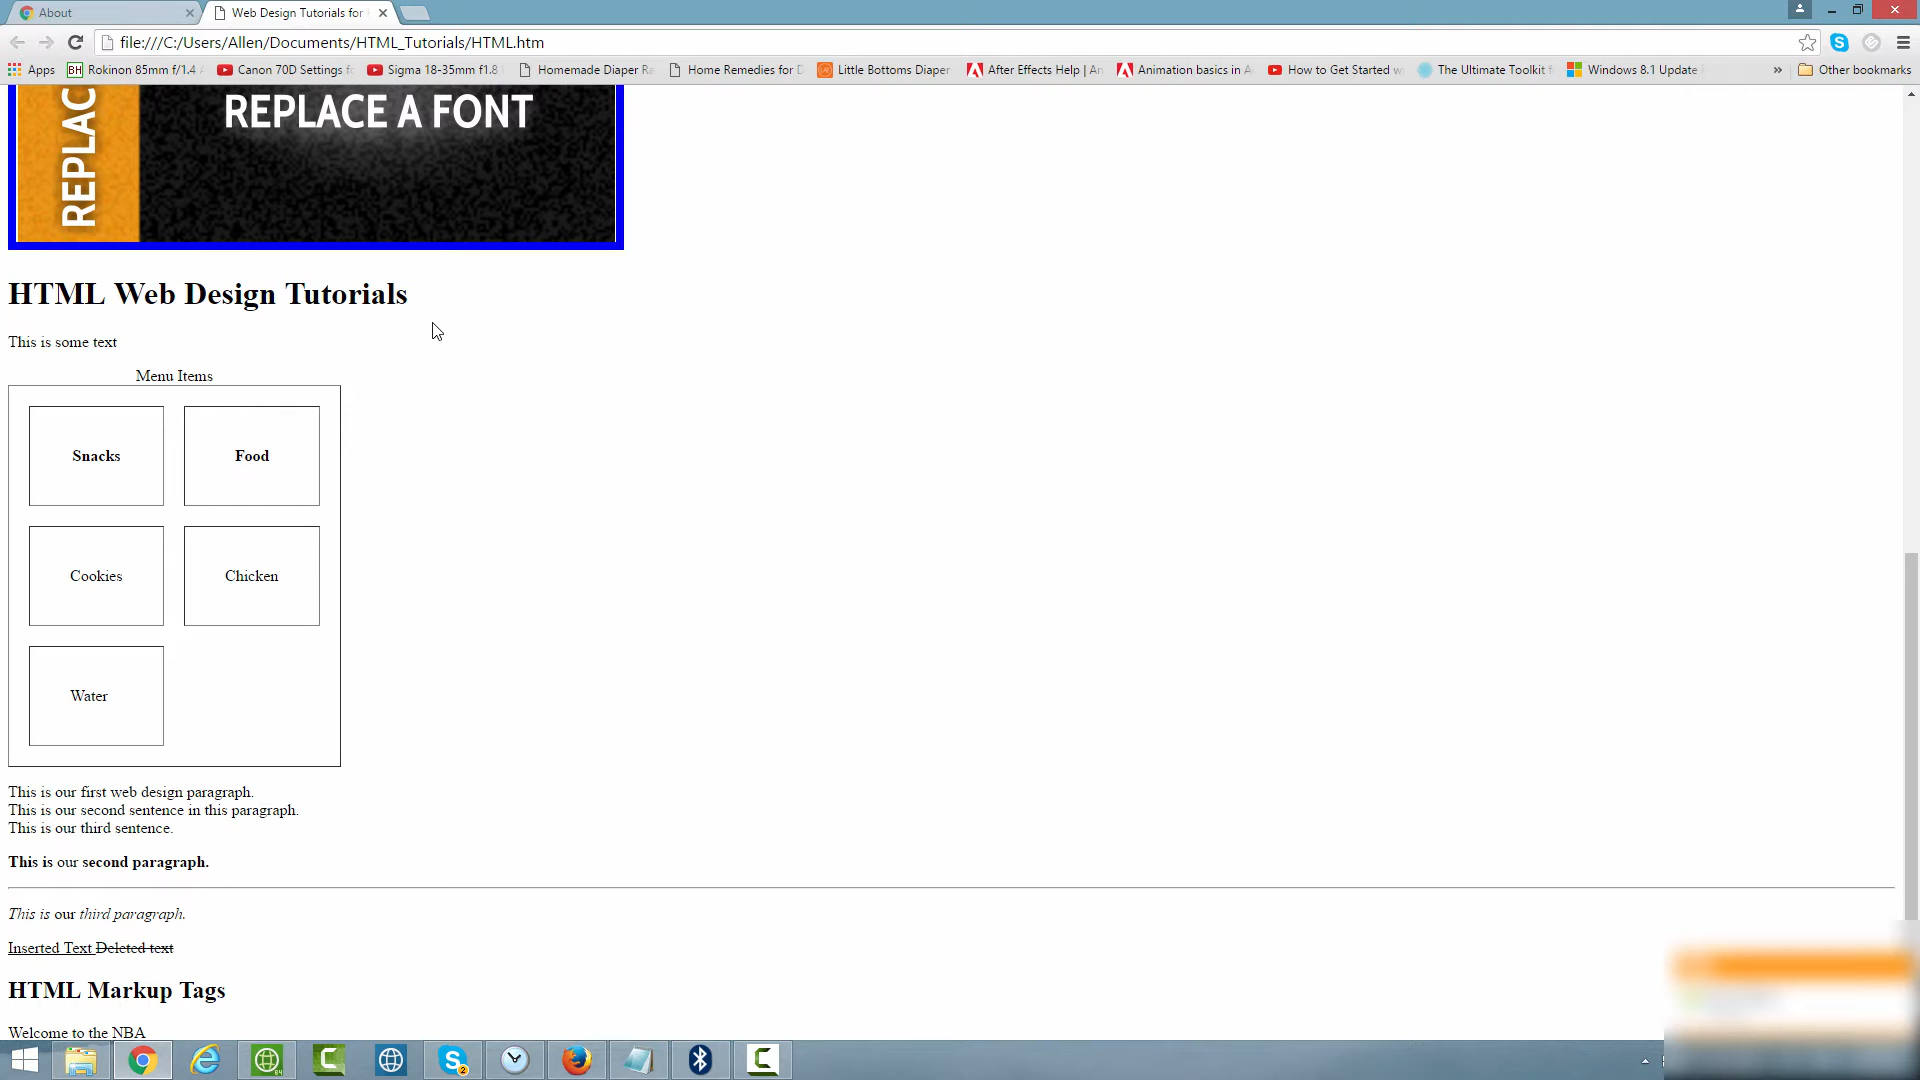 About
Web Design Tutorials for
file:///C:/Users/Allen/Documents/HTML_Tutorials/HTML.htm
Apps
BH Rokinon 85mm f/1.4
Canon 70D Settings fo
Sigma 18-35mm f1.8
Homemade Diaper Ra
Home Remedies for D
Little Bottoms Diaper
After Effects Help | An
Animation basics in A
How to Get Started w
The Ultimate Toolkit f
Windows 8.1 Update
» Other bookmarks
REPLAC
REPLACE A FONT
HTML Web Design Tutorials
This is some text
Menu Items
Snacks Food
Cookies Chicken
Water
This is our first web design paragraph.
This is our second sentence in this paragraph.
This is our third sentence.
This is our second paragraph.
This is our third paragraph.
Inserted Text Deleted text
HTML Markup Tags
Welcome to the NBA